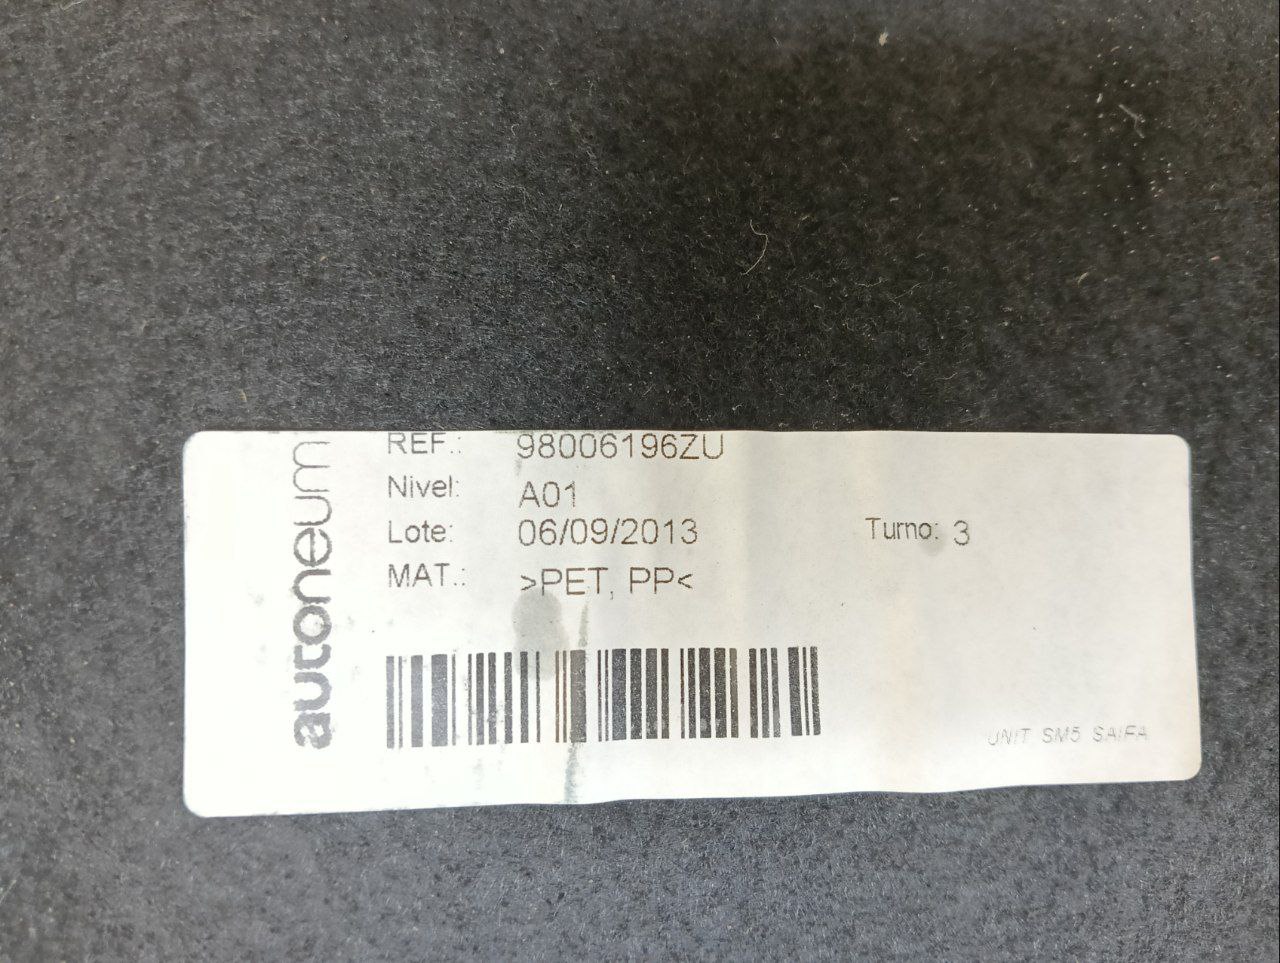 autoneum
REF.: 98006196ZU
Nivel: A01
Lote: 06/09/2013 Turno: 3
MAT.: >PET, PP<
UNIT SM5 SAIFA